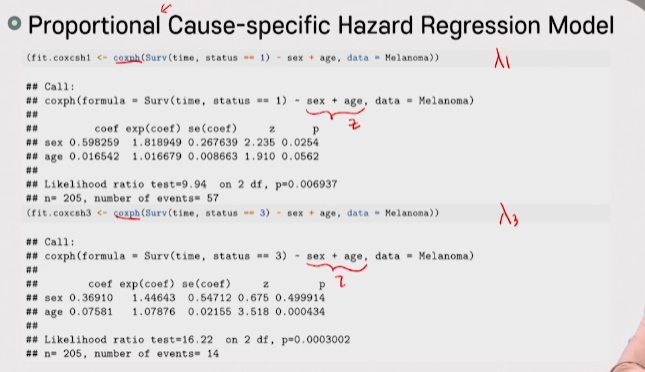 Proportional Cause-specific Hazard Regression Model
(fit.coxcsh1 <- coxph(Surv(time, status == 1) ~ sex + age, data = Melanoma))
λ1
## Call:
## coxph(formula = Surv(time, status == 1) ~ sex + age, data = Melanoma)
z
##
## coef exp(coef) se(coef) z p
## sex 0.598259 1.818949 0.267639 2.235 0.0254
## age 0.016542 1.016679 0.008663 1.910 0.0562
##
## Likelihood ratio test=9.94 on 2 df, p=0.006937
## n= 205, number of events= 57
(fit.coxcsh3 <- coxph(Surv(time, status == 3) ~ sex + age, data = Melanoma))
λ3
## Call:
## coxph(formula = Surv(time, status == 3) ~ sex + age, data = Melanoma)
z
##
## coef exp(coef) se(coef) z p
## sex 0.36910 1.44643 0.54712 0.675 0.499914
## age 0.07581 1.07876 0.02155 3.518 0.000434
##
## Likelihood ratio test=16.22 on 2 df, p=0.0003002
## n= 205, number of events= 14